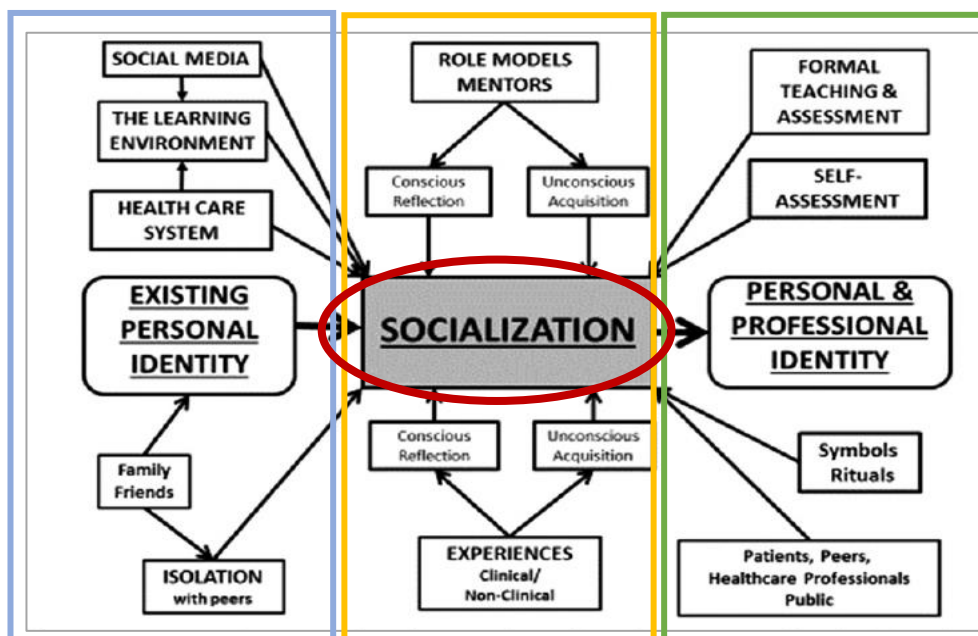 SOCIAL MEDIA
THE LEARNING
ENVIRONMENT
HEALTH CARE
SYSTEM
EXISTING
PERSONAL
IDENTITY
Family
Friends
ISOLATION
with peers
ROLE MODELS
MENTORS
Conscious
Reflection
Unconscious
Acquisition
SOCIALIZATION
Conscious
Reflection
Unconscious
Acquisition
EXPERIENCES
Clinical/
Non-Clinical
FORMAL
TEACHING &
ASSESSMENT
SELF-
ASSESSMENT
PERSONAL &
PROFESSIONAL
IDENTITY
Symbols
Rituals
Patients, Peers,
Healthcare Professionals
Public